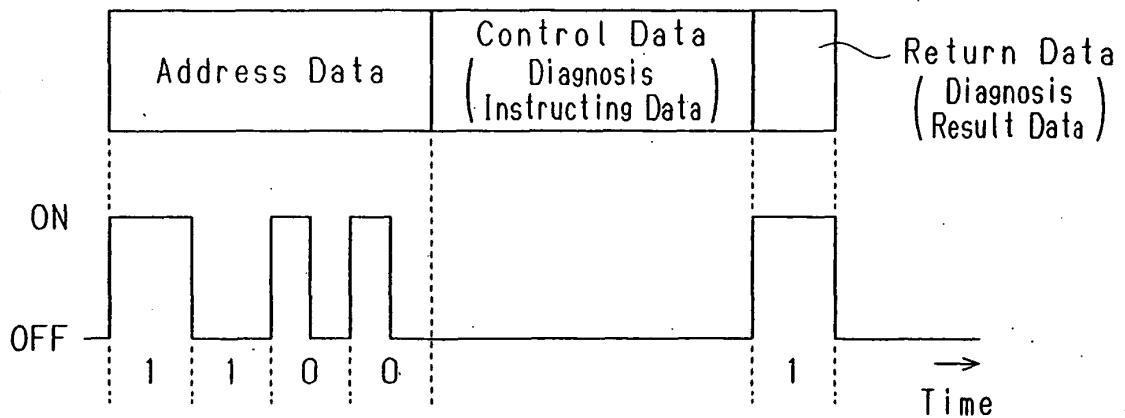 Address Data
Control Data
(Diagnosis
Instructing Data)
Return Data
(Diagnosis
Result Data)
ON
OFF
1 1 0 0 1
Time